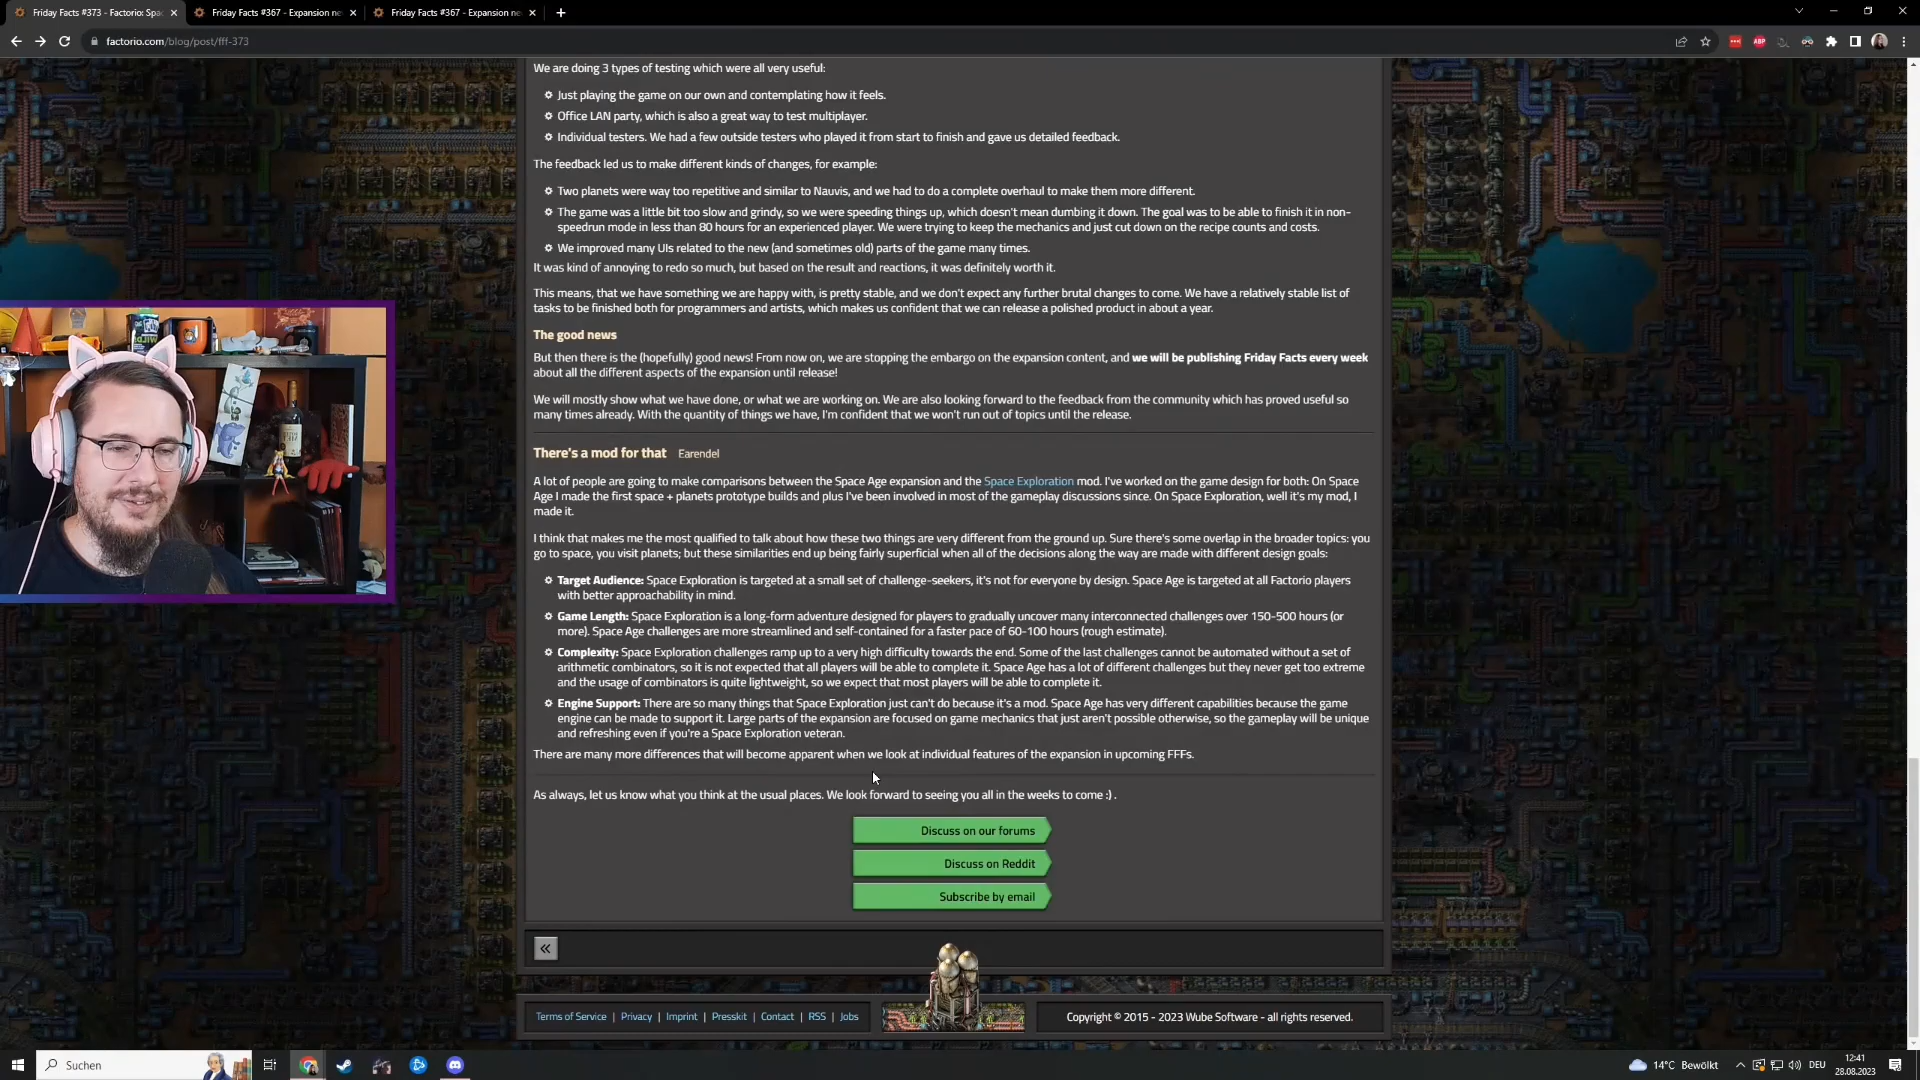 Friday Facts #373 - Factorio: Spac
Friday Facts #367 - Expansion ne
Friday Facts #367 - Expansion ne
factorio.com/blog/post/fff-373
We are doing 3 types of testing which were all very useful:
Just playing the game on our own and contemplating how it feels.
Office LAN party, which is also a great way to test multiplayer.
Individual testers. We had a few outside testers who played it from start to finish and gave us detailed feedback.
The feedback led us to make different kinds of changes, for example:
Two planets were way too repetitive and similar to Nauvis, and we had to do a complete overhaul to make them more different.
The game was a little bit too slow and grindy, so we were speeding things up, which doesn't mean dumbing it down. The goal was to be able to finish it in non-
speedrun mode in less than 80 hours for an experienced player. We were trying to keep the mechanics and just cut down on the recipe counts and costs.
We improved many UIs related to the new (and sometimes old) parts of the game many times.
It was kind of annoying to redo so much, but based on the result and reactions, it was definitely worth it.
This means, that we have something we are happy with, is pretty stable, and we don't expect any further brutal changes to come. We have a relatively stable list of
tasks to be finished both for programmers and artists, which makes us confident that we can release a polished product in about a year.
The good news
But then there is the (hopefully) good news! From now on, we are stopping the embargo on the expansion content, and we will be publishing Friday Facts every week
about all the different aspects of the expansion until release!
We will mostly show what we have done, or what we are working on. We are also looking forward to the feedback from the community which has proved useful so
many times already. With the quantity of things we have, I'm confident that we won't run out of topics until the release.
There's a mod for that Earendel
A lot of people are going to make comparisons between the Space Age expansion and the Space Exploration mod. I've worked on the game design for both: On Space
Age I made the first space + planets prototype builds and plus I've been involved in most of the gameplay discussions since. On Space Exploration, well it's my mod, I
made it.
I think that makes me the most qualified to talk about how these two things are very different from the ground up. Sure there's some overlap in the broader topics: you
go to space, you visit planets; but these similarities end up being fairly superficial when all of the decisions along the way are made with different design goals:
Target Audience: Space Exploration is targeted at a small set of challenge-seekers, it's not for everyone by design. Space Age is targeted at all Factorio players
with better approachability in mind.
Game Length: Space Exploration is a long-form adventure designed for players to gradually uncover many interconnected challenges over 150-500 hours (or
more). Space Age challenges are more streamlined and self-contained for a faster pace of 60-100 hours (rough estimate).
Complexity: Space Exploration challenges ramp up to a very high difficulty towards the end. Some of the last challenges cannot be automated without a set of
arithmetic combinators, so it is not expected that all players will be able to complete it. Space Age has a lot of different challenges but they never get too extreme
and the usage of combinators is quite lightweight, so we expect that most players will be able to complete it.
Engine Support: There are so many things that Space Exploration just can't do because it's a mod. Space Age has very different capabilities because the game
engine can be made to support it. Large parts of the expansion are focused on game mechanics that just aren't possible otherwise, so the gameplay will be unique
and refreshing even if you're a Space Exploration veteran.
There are many more differences that will become apparent when we look at individual features of the expansion in upcoming FFFs.
As always, let us know what you think at the usual places. We look forward to seeing you all in the weeks to come :) .
Discuss on our forums
Discuss on Reddit
Subscribe by email
«
Terms of Service | Privacy | Imprint | Presskit | Contact | RSS | Jobs
Copyright © 2015 - 2023 Wube Software - all rights reserved.
Suchen
14°C Bewölkt
DEU
12:41
28.08.2023